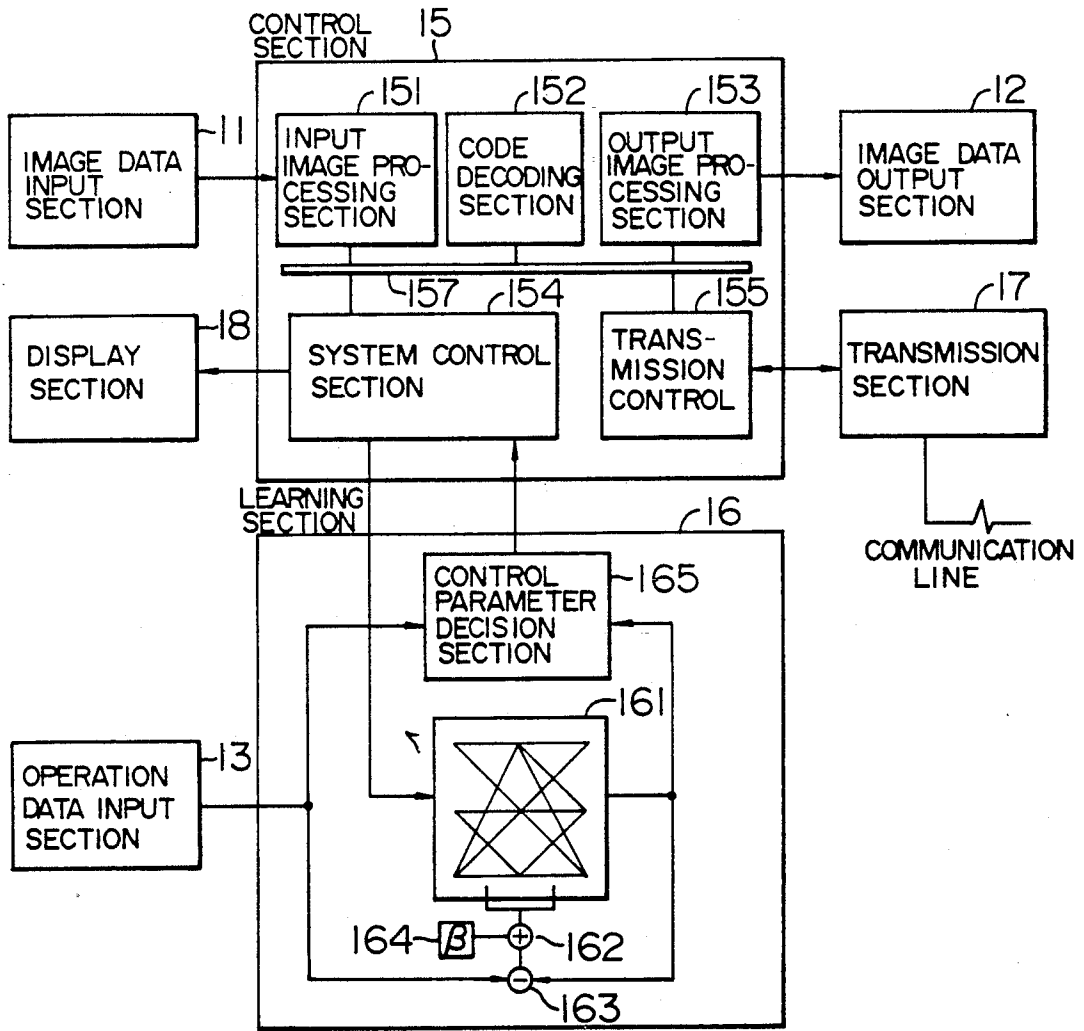 CONTROL
SECTION
15
151
152
153
12
11
IMAGE DATA
INPUT
SECTION
INPUT
IMAGE PRO-
CESSING
SECTION
CODE
DECODING
SECTION
OUTPUT
IMAGE PRO-
CESSING
SECTION
IMAGE DATA
OUTPUT
SECTION
157
154
155
17
18
DISPLAY
SECTION
SYSTEM CONTROL
SECTION
TRANS-
MISSION
CONTROL
TRANSMISSION
SECTION
LEARNING
SECTION
16
COMMUNICATION
LINE
CONTROL
PARAMETER
DECISION
SECTION
165
161
13
OPERATION
DATA INPUT
SECTION
164
β
+
162
−
163